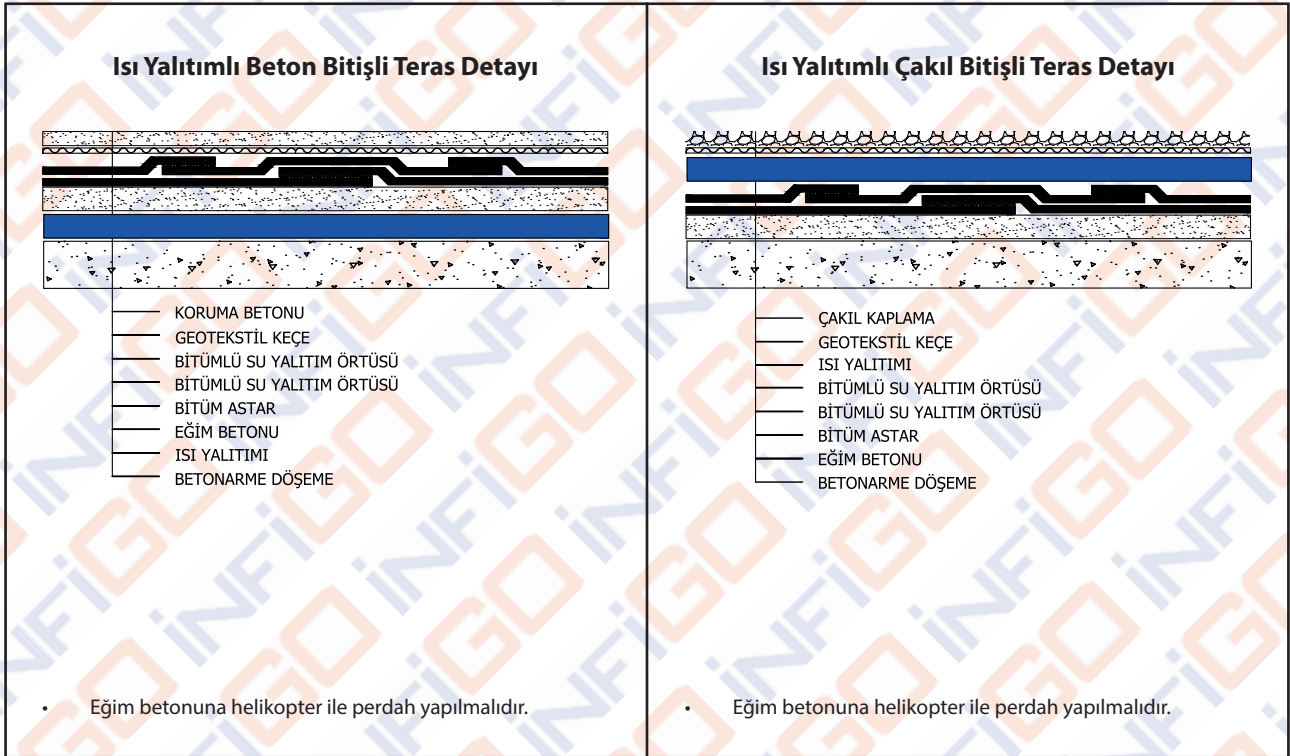 Isı Yalıtımlı Beton Bitişli Teras Detayı
KORUMA BETONU
GEOTEKSTİL KEÇE
BİTÜMLÜ SU YALITIM ÖRTÜSÜ
BİTÜMLÜ SU YALITIM ÖRTÜSÜ
BİTÜM ASTAR
EĞİM BETONU
ISI YALITIMI
BETONARME DÖŞEME
• Eğim betonuna helikopter ile perdah yapılmalıdır.
Isı Yalıtımlı Çakıl Bitişli Teras Detayı
ÇAKIL KAPLAMA
GEOTEKSTİL KEÇE
ISI YALITIMI
BİTÜMLÜ SU YALITIM ÖRTÜSÜ
BİTÜMLÜ SU YALITIM ÖRTÜSÜ
BİTÜM ASTAR
EĞİM BETONU
BETONARME DÖŞEME
• Eğim betonuna helikopter ile perdah yapılmalıdır.
İNFİGO